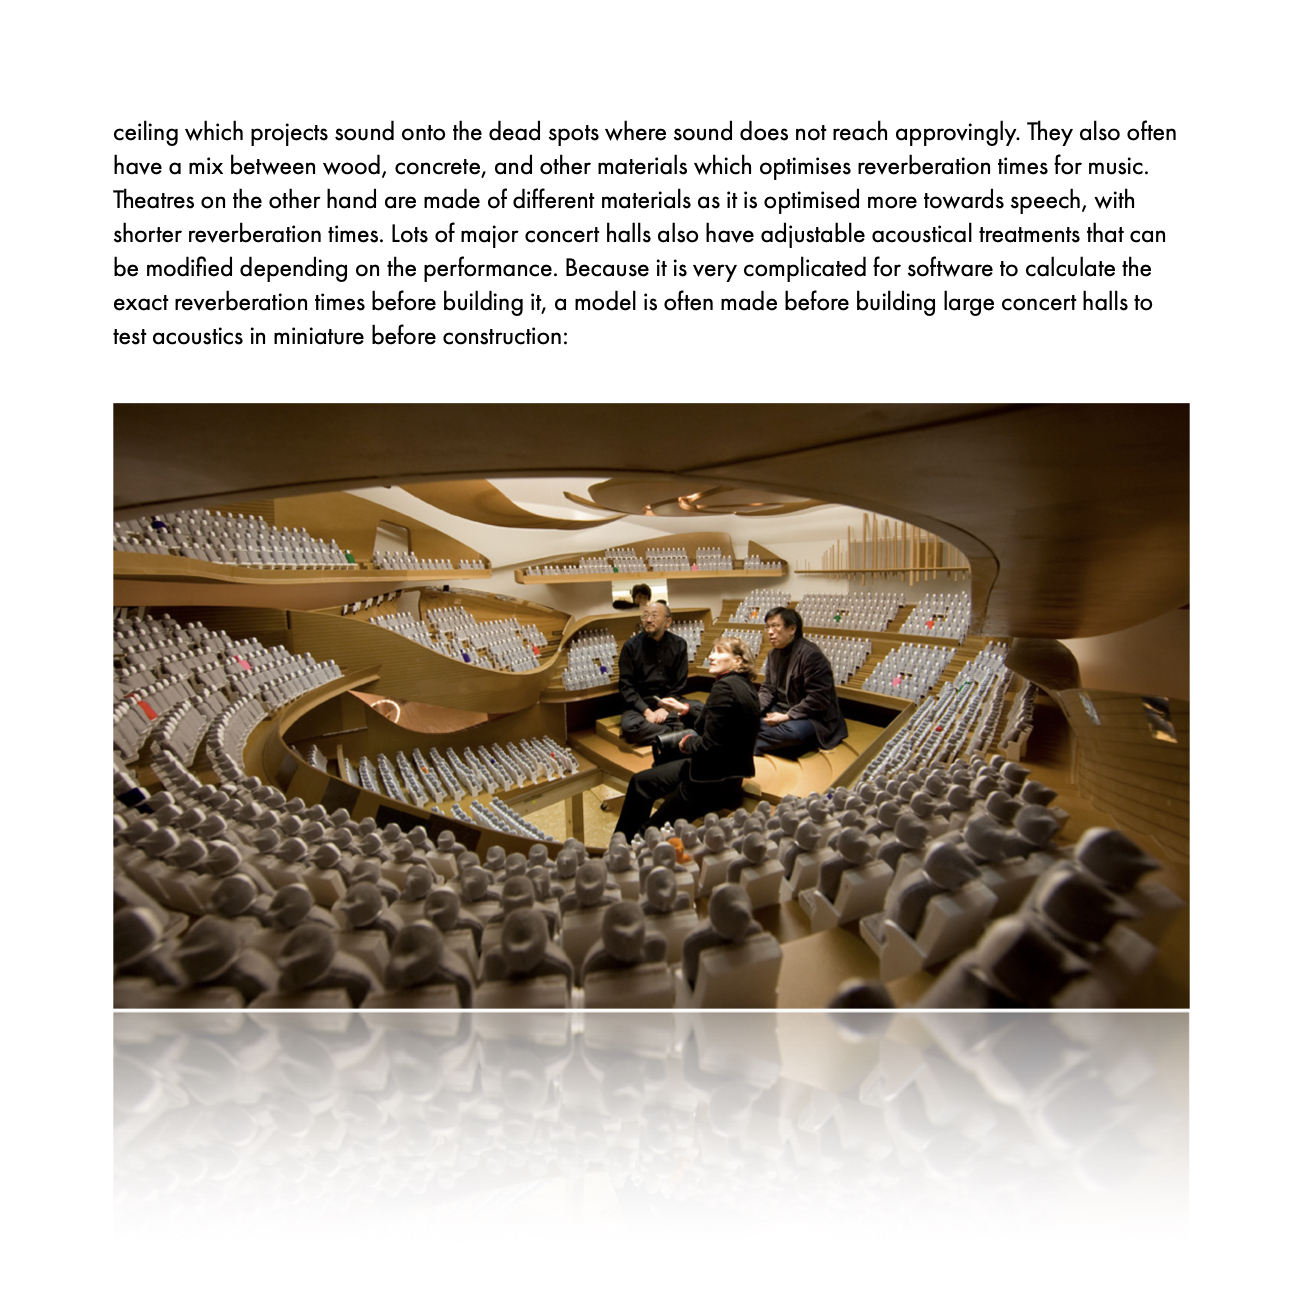 ceiling which projects sound onto the dead spots where sound does not reach approvingly. They also often
have a mix between wood, concrete, and other materials which optimises reverberation times for music.
Theatres on the other hand are made of different materials as it is optimised more towards speech, with
shorter reverberation times. Lots of major concert halls also have adjustable acoustical treatments that can
be modified depending on the performance. Because it is very complicated for software to calculate the
exact reverberation times before building it, a model is often made before building large concert halls to
test acoustics in miniature before construction: